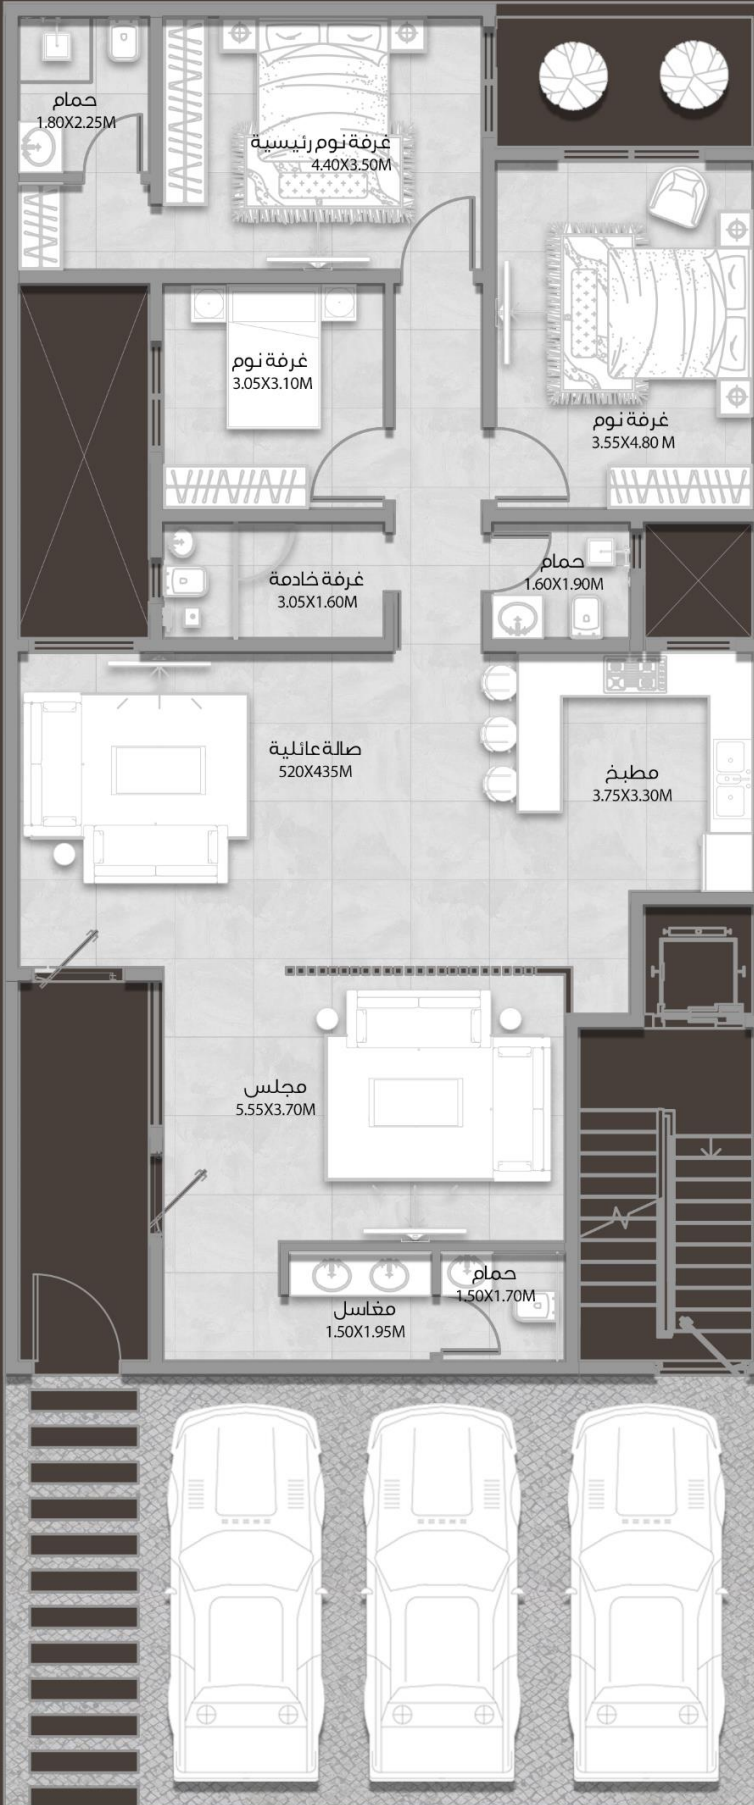 حمام
1.80X2.25M
غرفة نوم رئيسية
4.40X3.50M
غرفة نوم
3.05X3.10M
غرفة نوم
3.55X4.80 M
غرفة خادمة
3.05X1.60M
حمام
1.60X1.90M
صالة عائلية
520X435M
مطبخ
3.75X3.30M
مجلس
5.55X3.70M
حمام
1.50X1.70M
مغاسل
1.50X1.95M